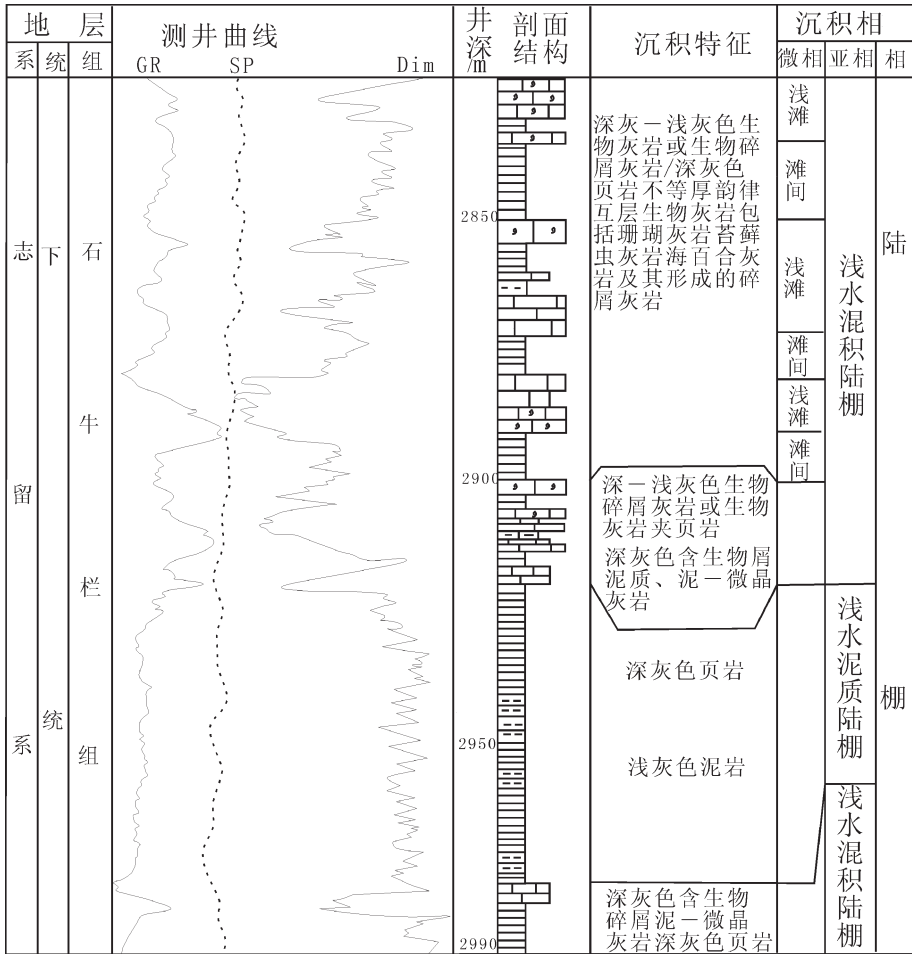 地 层
测井曲线
井深/m
剖面结构
沉积特征
沉积相
系
统
组
GR
SP
Dim
微相
亚相
相
志
留
系
下
统
石
牛
栏
组
2850
2900
2950
2990
深灰－浅灰色生
物灰岩或生物碎
屑灰岩/深灰色
页岩不等厚韵律
互层生物灰岩包
括珊瑚灰岩苔藓
虫灰岩海百合灰
岩及其形成的碎
屑灰岩
深－浅灰色生物
碎屑灰岩或生物
灰岩夹页岩
深灰色含生物屑
泥质、泥－微晶
灰岩
深灰色页岩
浅灰色泥岩
深灰色含生物
碎屑泥－微晶
灰岩深灰色页岩
浅滩
滩间
浅滩
滩间
浅滩
滩间
浅水混积陆棚
浅水泥质陆棚
浅水混积陆棚
陆
棚